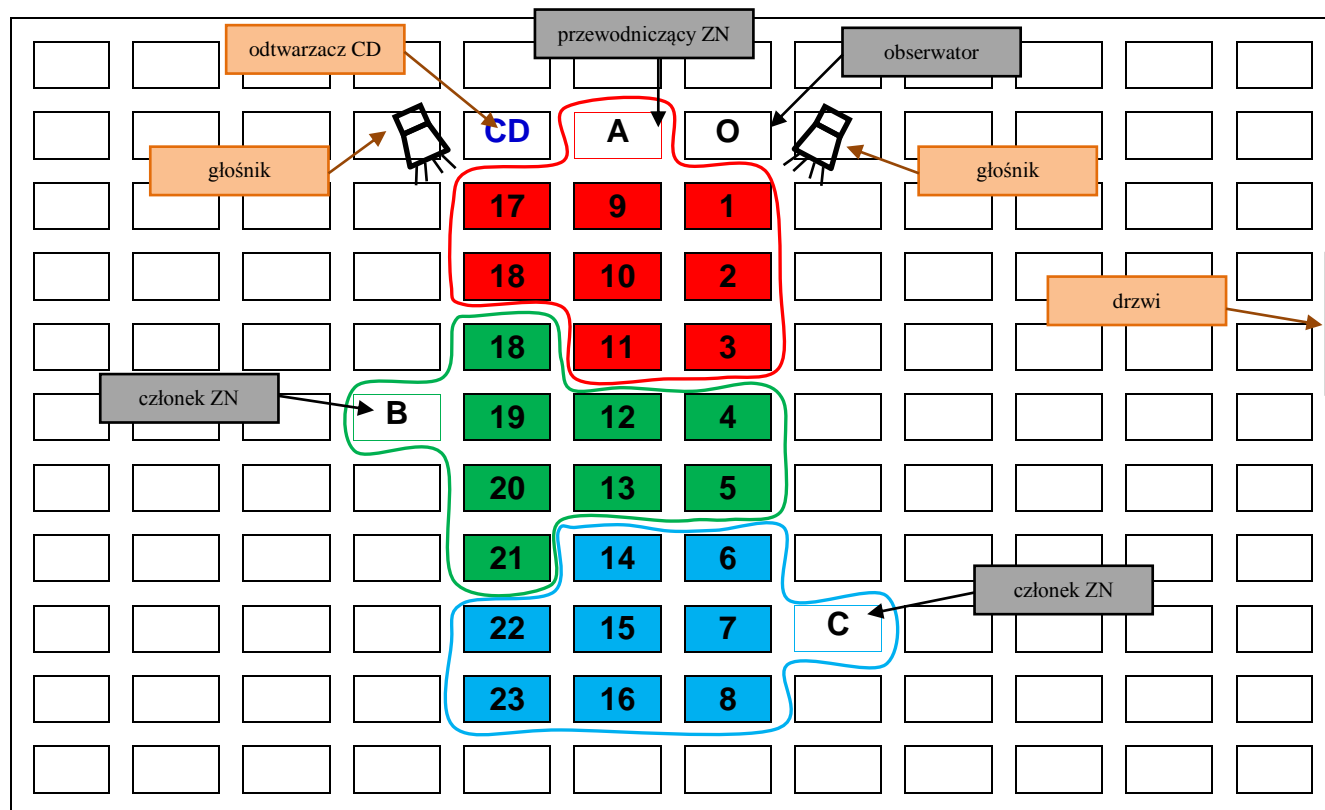 przewodniczący ZN
odtwarzacz CD
obserwator
CD A O
głośnik
głośnik
17 9 1
18 10 2
drzwi
18 11 3
członek ZN
B 19 12 4
20 13 5
21 14 6
członek ZN
22 15 7 C
23 16 8